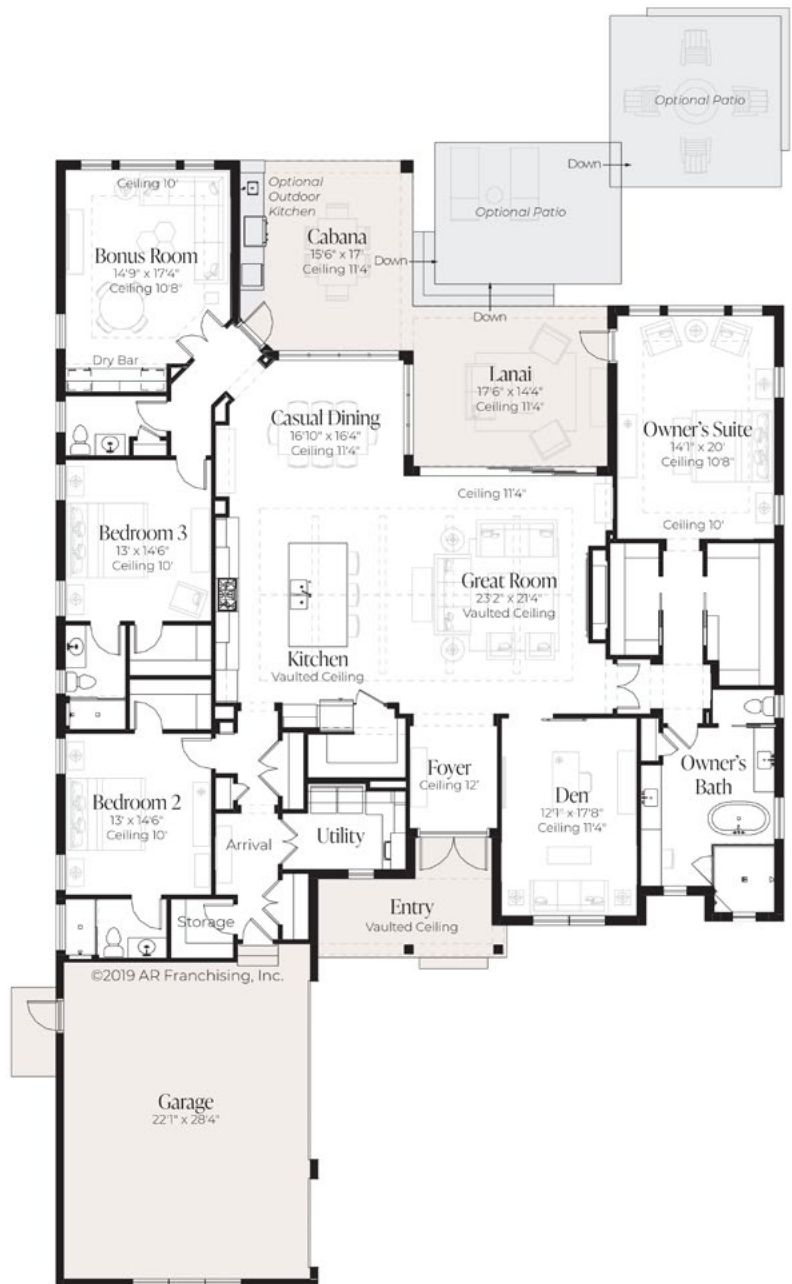 Optional Patio
Down
Optional Patio
Down
Down
Ceiling 10'
Bonus Room
14'9" x 17'4"
Ceiling 10'8"
Dry Bar
Optional
Outdoor
Kitchen
Cabana
15'6" x 17'
Ceiling 11'4"
Lanai
17'6" x 14'4"
Ceiling 11'4"
Casual Dining
16'10" x 16'4"
Ceiling 11'4"
Owner's Suite
14'1" x 20'
Ceiling 10'8"
Ceiling 10'
Ceiling 11'4"
Bedroom 3
13' x 14'6"
Ceiling 10'
Great Room
23'2" x 21'4"
Vaulted Ceiling
Kitchen
Vaulted Ceiling
Foyer
Ceiling 12'
Owner's
Bath
Den
12'1" x 17'8"
Ceiling 11'4"
Bedroom 2
13' x 14'6"
Ceiling 10'
Arrival
Utility
Storage
Entry
Vaulted Ceiling
©2019 AR Franchising, Inc.
Garage
22'1" x 28'4"